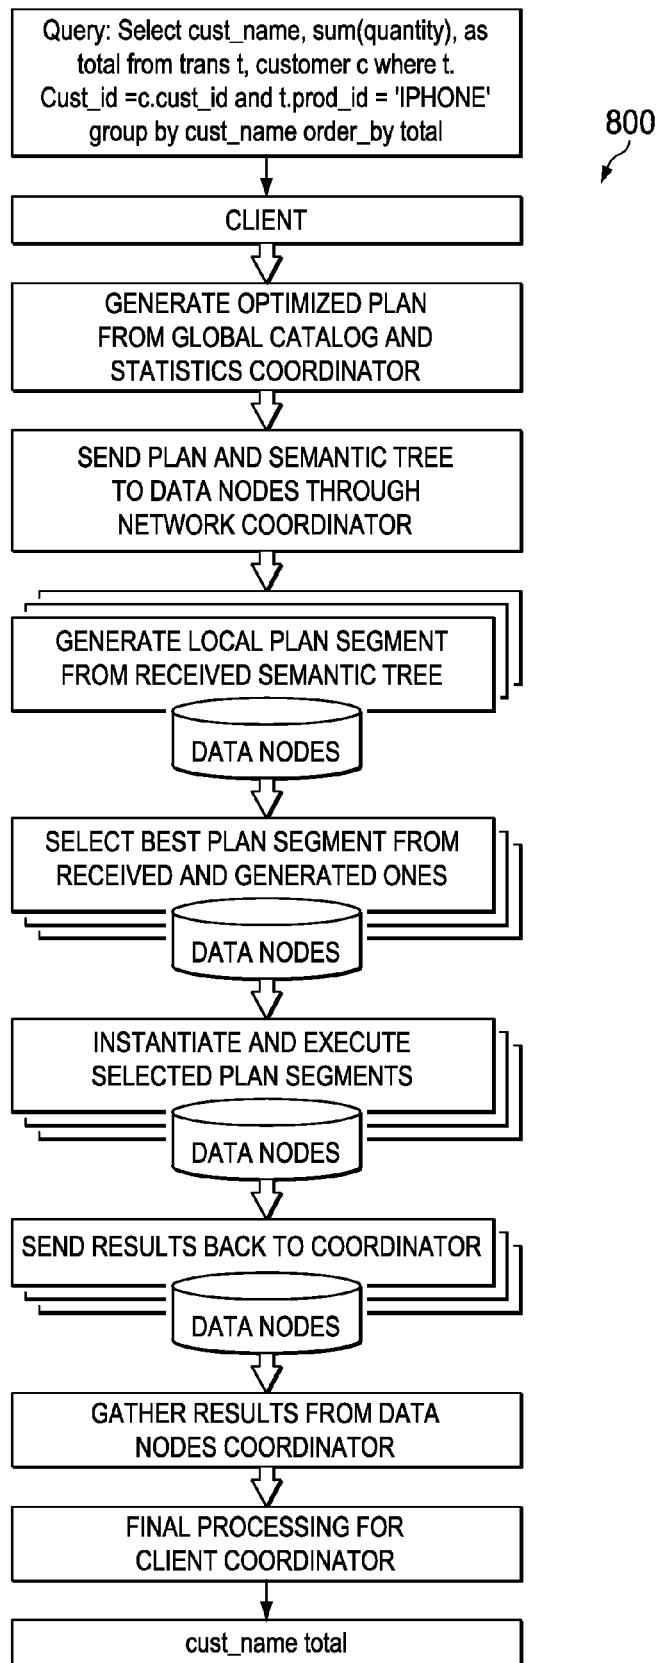 Query: Select cust_name, sum(quantity), as
total from trans t, customer c where t.
Cust_id =c.cust_id and t.prod_id = 'IPHONE'
group by cust_name order_by total
800
CLIENT
GENERATE OPTIMIZED PLAN
FROM GLOBAL CATALOG AND
STATISTICS COORDINATOR
SEND PLAN AND SEMANTIC TREE
TO DATA NODES THROUGH
NETWORK COORDINATOR
GENERATE LOCAL PLAN SEGMENT
FROM RECEIVED SEMANTIC TREE
DATA NODES
SELECT BEST PLAN SEGMENT FROM
RECEIVED AND GENERATED ONES
DATA NODES
INSTANTIATE AND EXECUTE
SELECTED PLAN SEGMENTS
DATA NODES
SEND RESULTS BACK TO COORDINATOR
DATA NODES
GATHER RESULTS FROM DATA
NODES COORDINATOR
FINAL PROCESSING FOR
CLIENT COORDINATOR
cust_name total